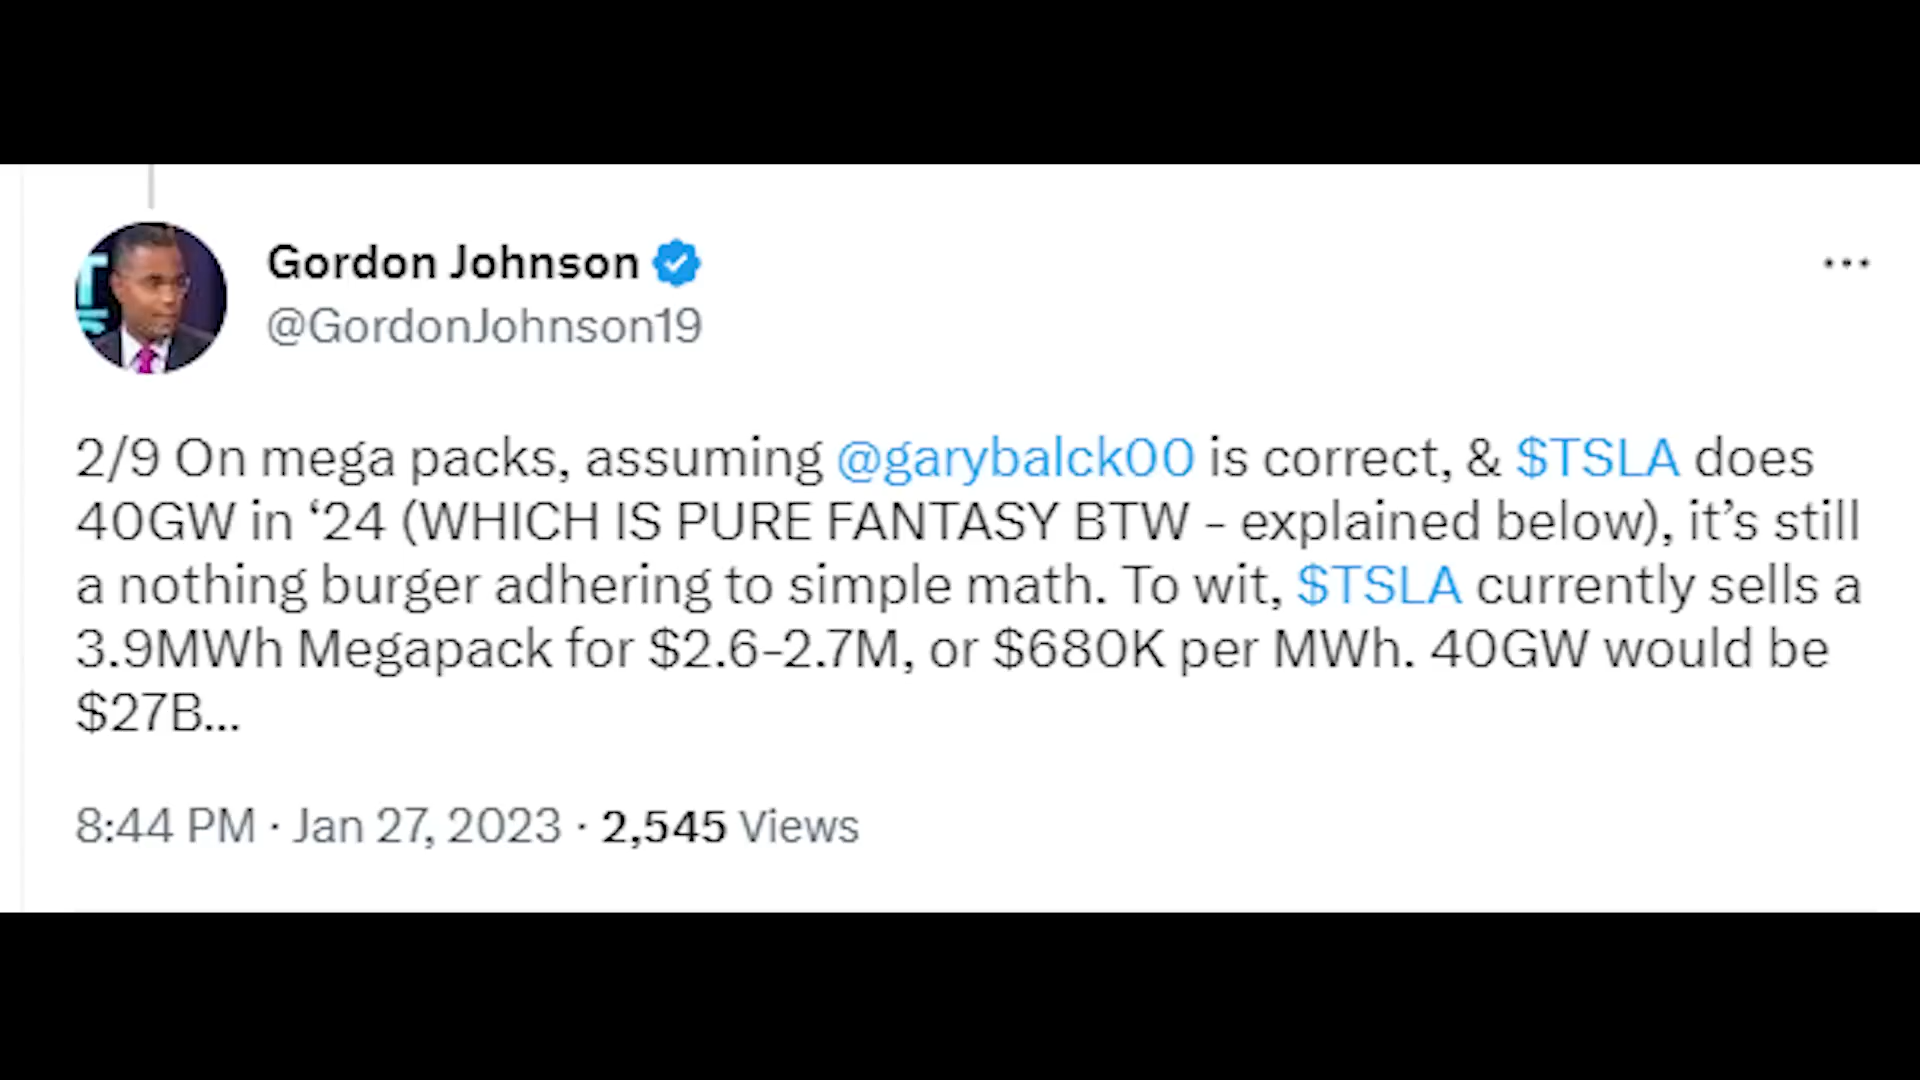 Gordon Johnson
@GordonJohnson19
2/9 On mega packs, assuming @garybalck00 is correct, & $TSLA does
40GW in ‘24 (WHICH IS PURE FANTASY BTW - explained below), it’s still
a nothing burger adhering to simple math. To wit, $TSLA currently sells a
3.9MWh Megapack for $2.6-2.7M, or $680K per MWh. 40GW would be
$27B...
8:44 PM · Jan 27, 2023 · 2,545 Views